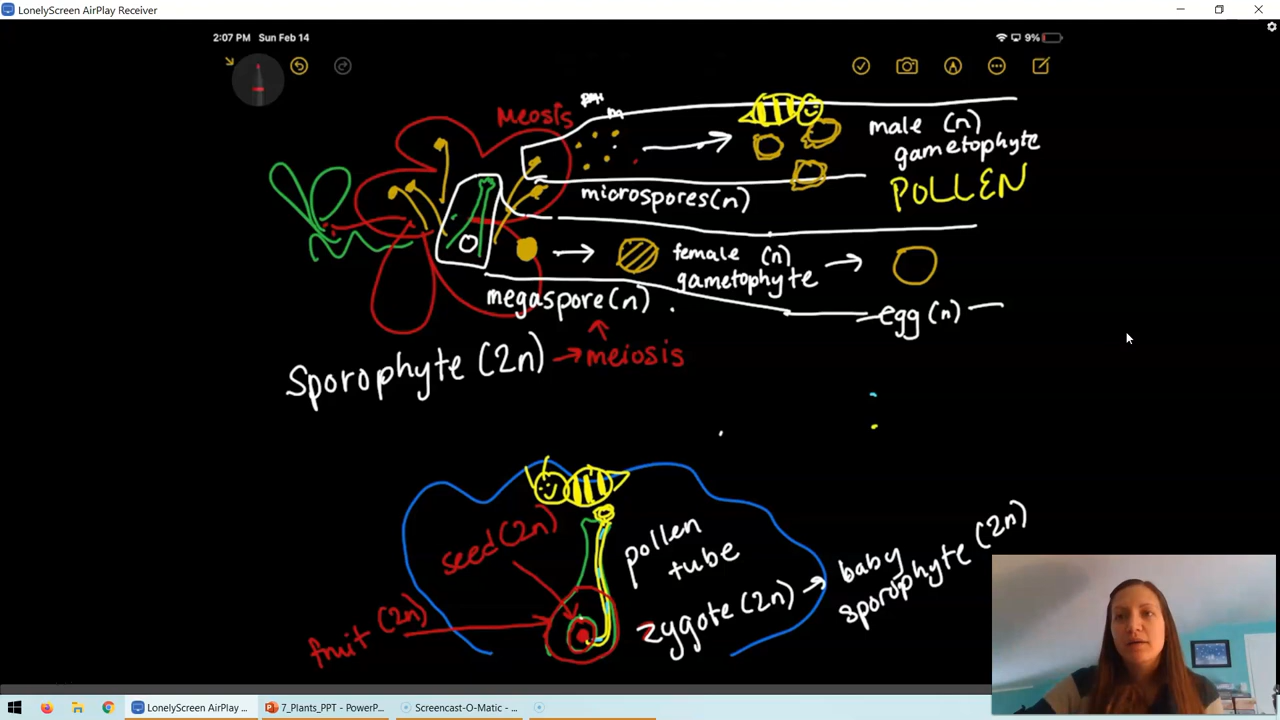 LonelyScreen AirPlay Receiver
2:07 PM Sun Feb 14
9%
meosis
male (n)
gametophyte
POLLEN
microspores(n)
female (n)
gametophyte
megaspore(n)
egg (n)
Sporophyte (2n) → meiosis
seed (2n)
pollen
tube
baby
sporophyte (2n)
zygote (2n) →
fruit (2n)
LonelyScreen AirPlay ...
7_Plants_PPT - PowerP...
Screencast-O-Matic - ...